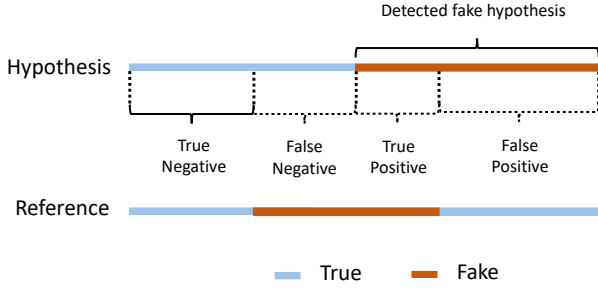 Detected fake hypothesis
Hypothesis
True
Negative
False
Negative
True
Positive
False
Positive
Reference
True
Fake